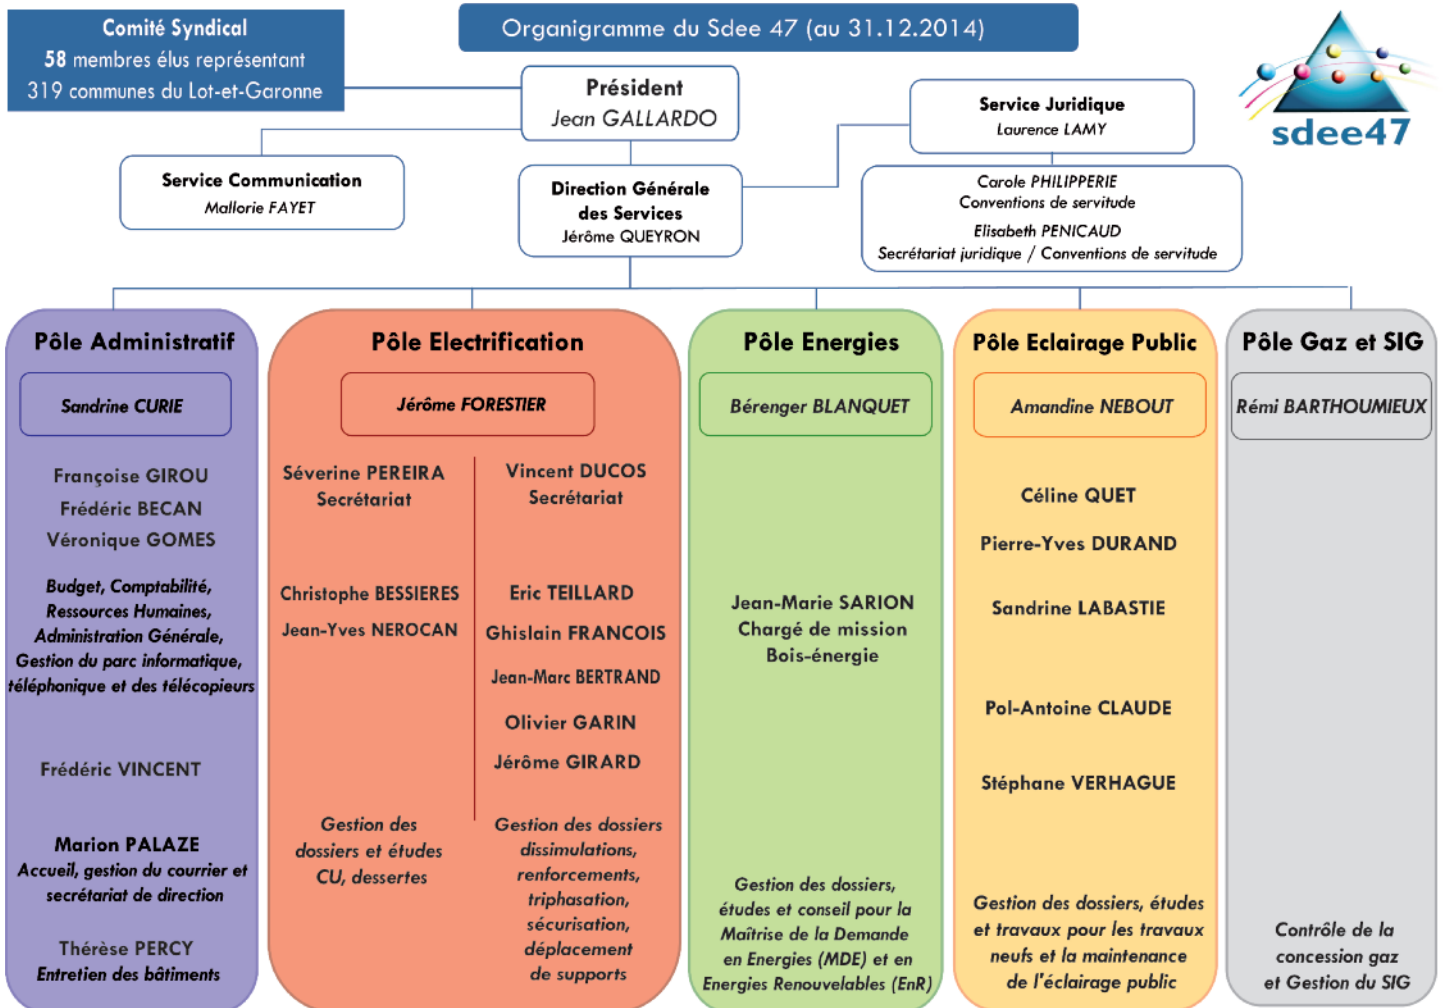 Comité Syndical
58 membres élus représentant
319 communes du Lot-et-Garonne
Organigramme du Sdee 47 (au 31.12.2014)
sdee47
Président
Jean GALLARDO
Service Juridique
Laurence LAMY
Service Communication
Mallorie FAYET
Direction Générale
des Services
Jérôme QUEYRON
Carole PHILIPPERIE
Conventions de servitude
Elisabeth PENICAUD
Secrétariat juridique / Conventions de servitude
Pôle Administratif
Sandrine CURIE
Françoise GIROU
Frédéric BECAN
Véronique GOMES
Budget, Comptabilité,
Ressources Humaines,
Administration Générale,
Gestion du parc informatique,
téléphonique et des télécopieurs
Frédéric VINCENT
Marion PALAZE
Accueil, gestion du courrier et
secrétariat de direction
Thérèse PERCY
Entretien des bâtiments
Pôle Electrification
Jérôme FORESTIER
Séverine PEREIRA
Secrétariat
Christophe BESSIERES
Jean-Yves NEROCAN
Gestion des
dossiers et études
CU, dessertes
Vincent DUCOS
Secrétariat
Eric TEILLARD
Ghislain FRANCOIS
Jean-Marc BERTRAND
Olivier GARIN
Jérôme GIRARD
Gestion des dossiers
dissimulations,
renforcements,
triphasation,
sécurisation,
déplacement
de supports
Pôle Energies
Bérenger BLANQUET
Jean-Marie SARION
Chargé de mission
Bois-énergie
Gestion des dossiers,
études et conseil pour la
Maîtrise de la Demande
en Energies (MDE) et en
Energies Renouvelables (EnR)
Pôle Eclairage Public
Amandine NEBOUT
Céline QUET
Pierre-Yves DURAND
Sandrine LABASTIE
Pol-Antoine CLAUDE
Stéphane VERHAGUE
Gestion des dossiers, études
et travaux pour les travaux
neufs et la maintenance
de l'éclairage public
Pôle Gaz et SIG
Rémi BARTHOUMIEUX
Contrôle de la
concession gaz
et Gestion du SIG